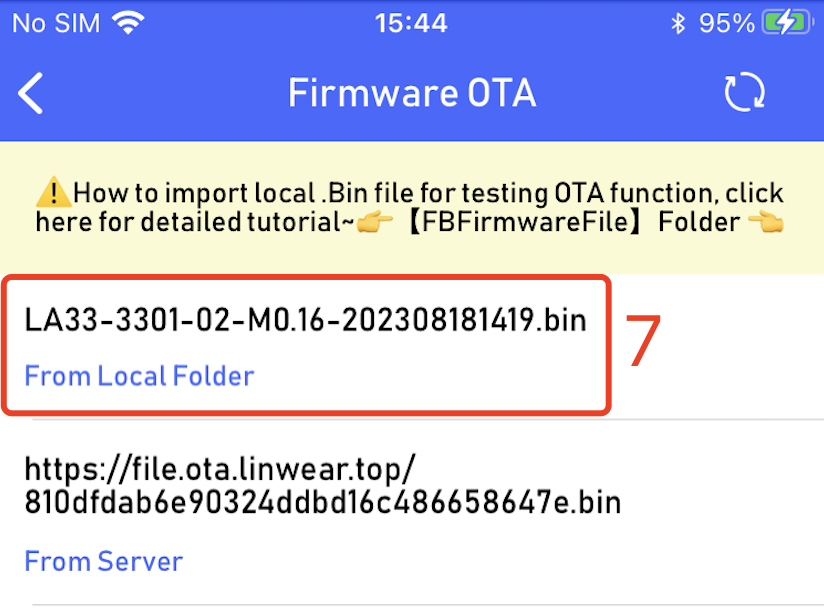 No SIM 15:44 95%
Firmware OTA
⚠️How to import local .Bin file for testing OTA function, click
here for detailed tutorial~👉【FBFirmwareFile】Folder 👈
LA33-3301-02-M0.16-202308181419.bin
7
From Local Folder
https://file.ota.linwear.top/
810dfdab6e90324ddbd16c486658647e.bin
From Server